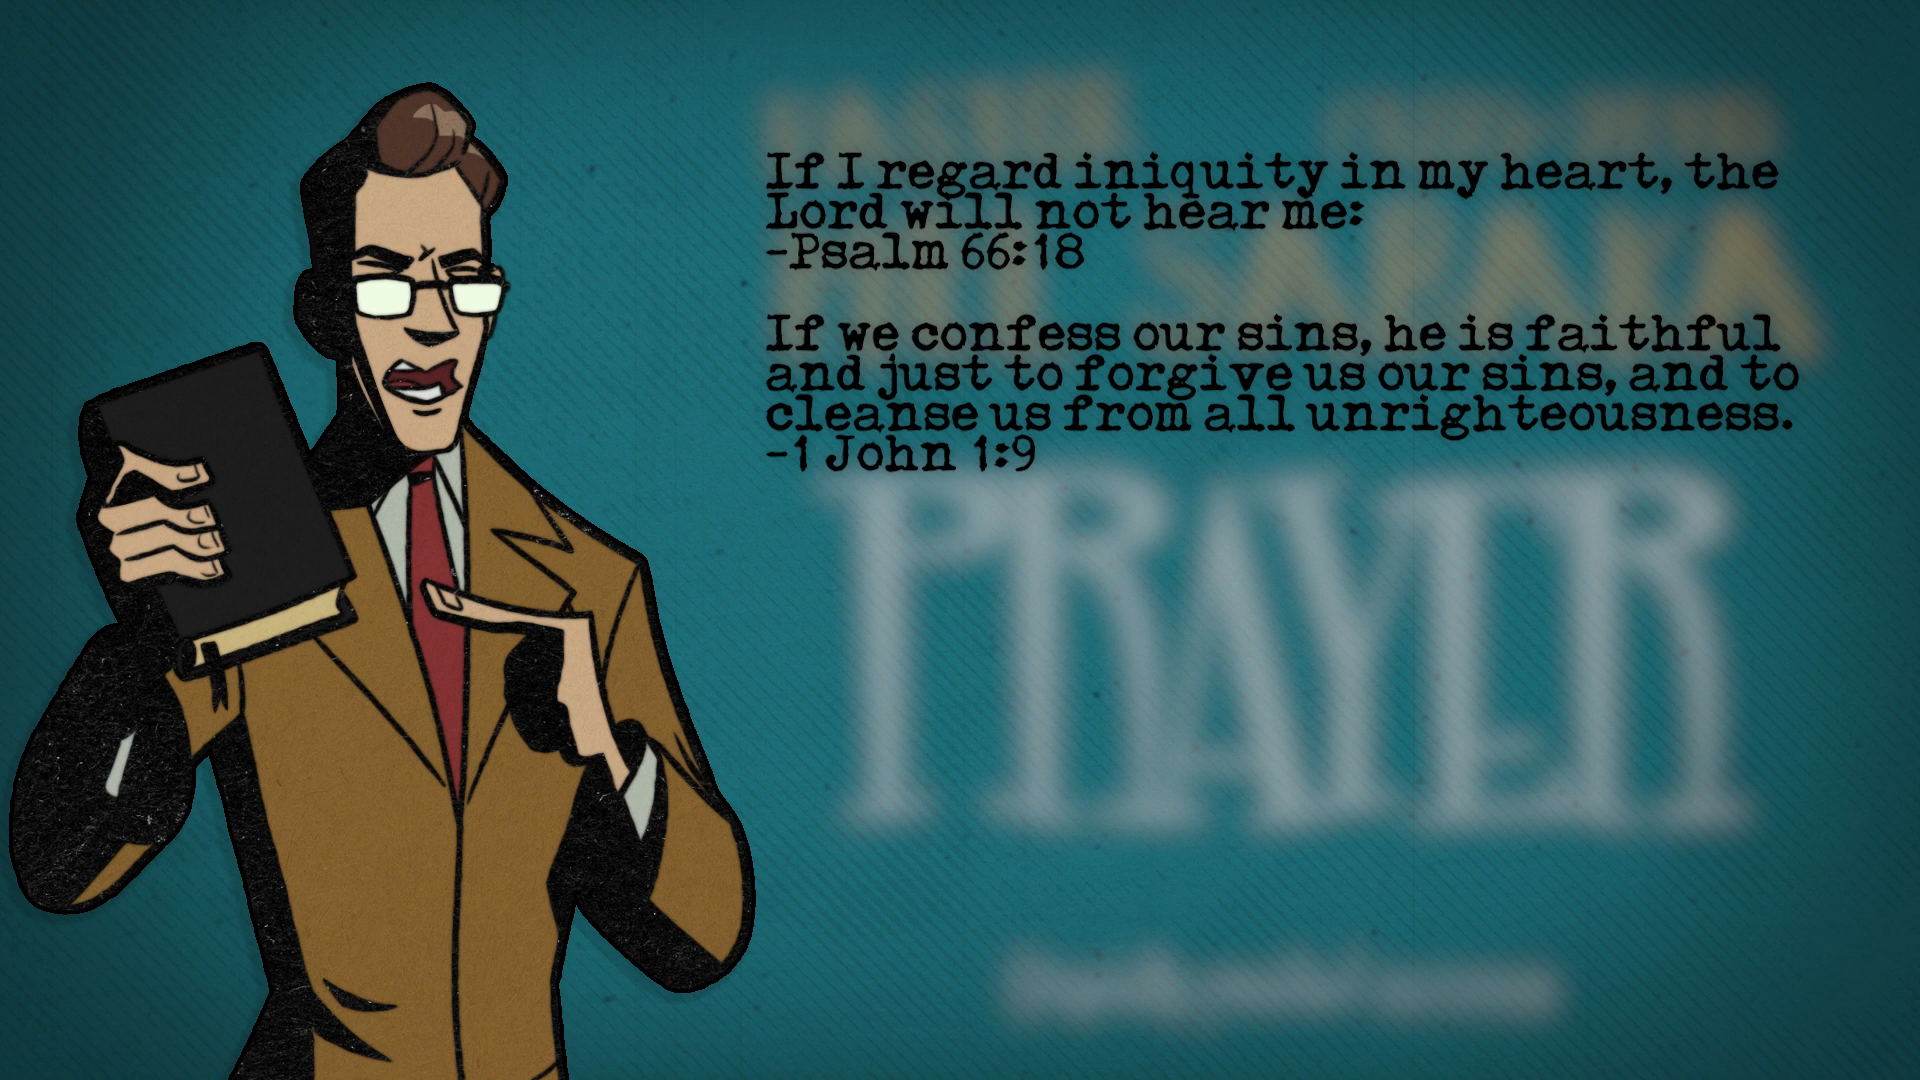 If I regard iniquity in my heart, the
Lord will not hear me:
-Psalm 66:18
If we confess our sins, he is faithful
and just to forgive us our sins, and to
cleanse us from all unrighteousness.
-1 John 1:9
PRAYER